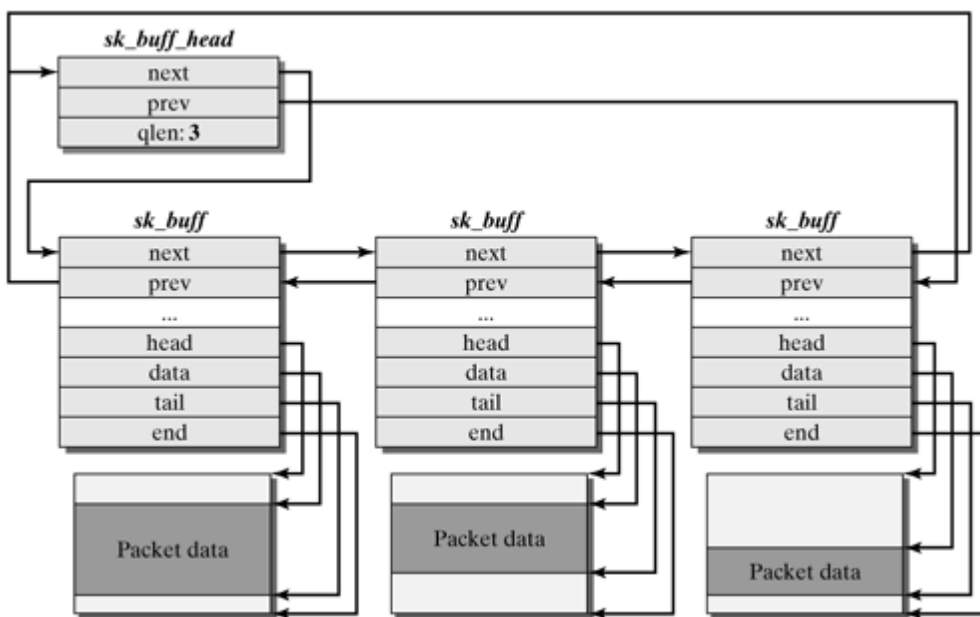 sk_buff_head
next
prev
qlen: 3
sk_buff
next
prev
...
head
data
tail
end
Packet data
sk_buff
next
prev
...
head
data
tail
end
Packet data
sk_buff
next
prev
...
head
data
tail
end
Packet data